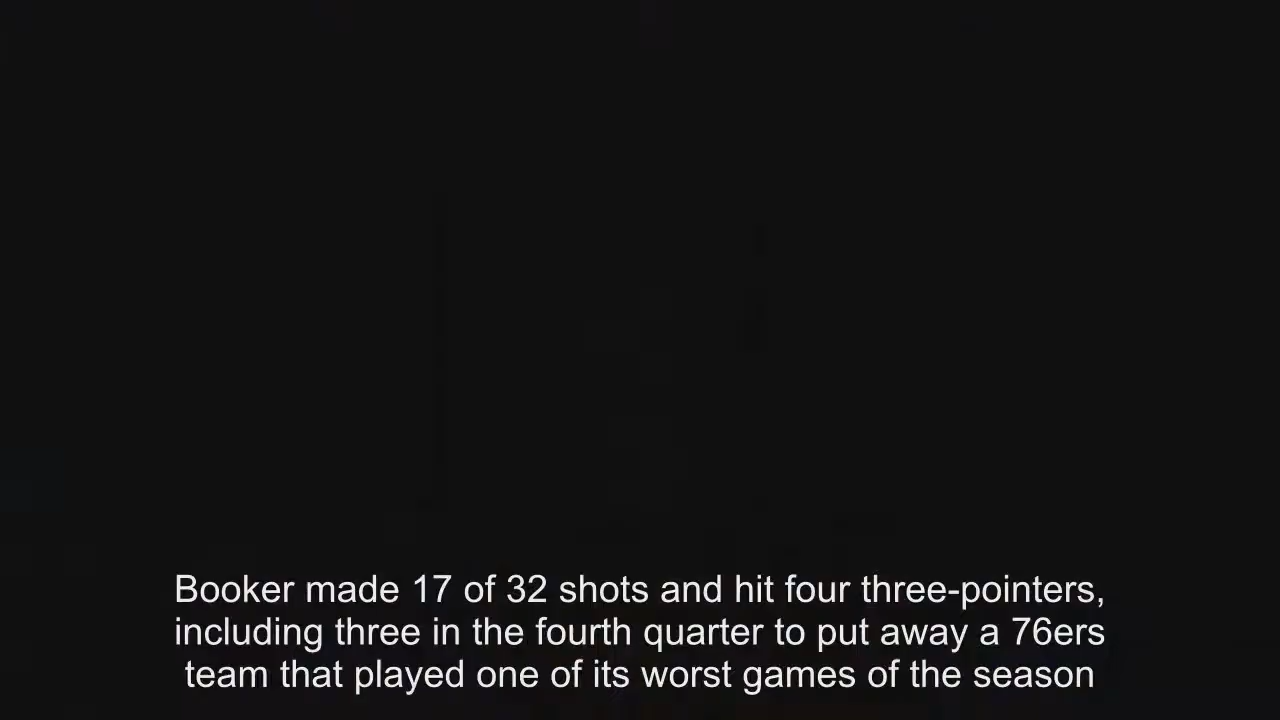 Booker made 17 of 32 shots and hit four three-pointers,
including three in the fourth quarter to put away a 76ers
team that played one of its worst games of the season